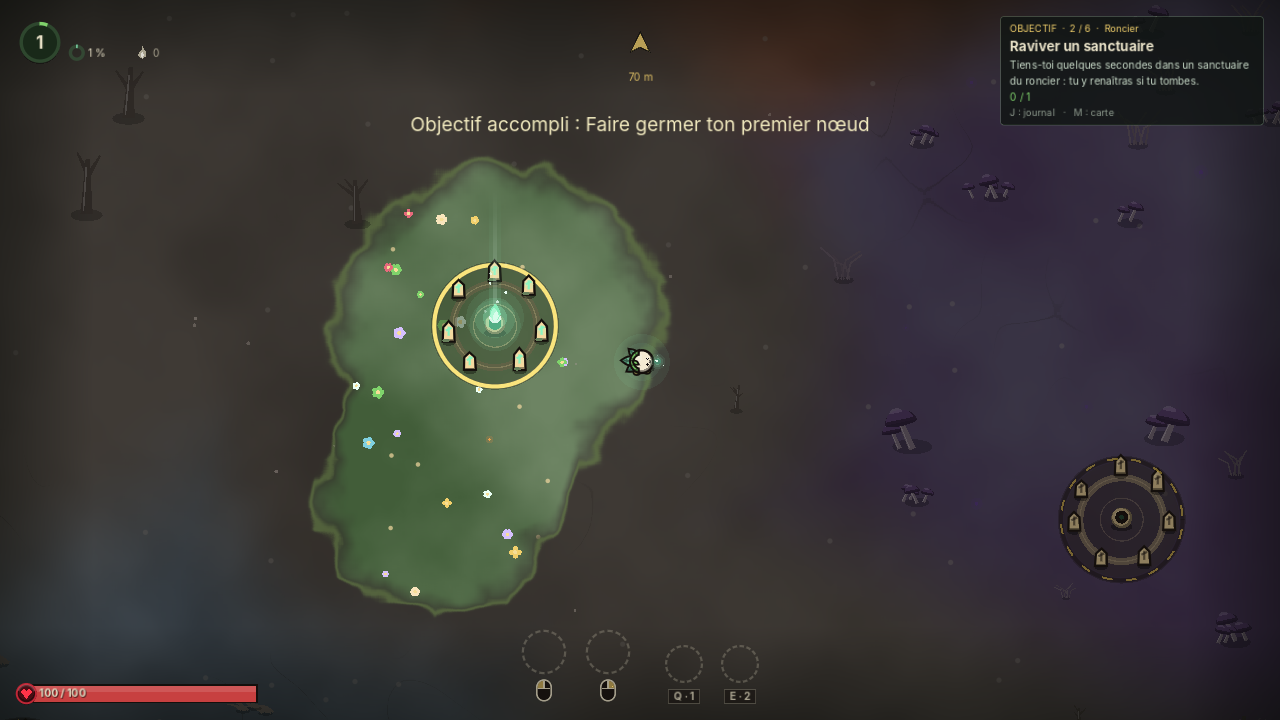 1
1 %
0
70 m
OBJECTIF · 2 / 6 · Roncier
Raviver un sanctuaire
Tiens-toi quelques secondes dans un sanctuaire
du roncier : tu y renaîtras si tu tombes.
0 / 1
J : journal · M : carte
Objectif accompli : Faire germer ton premier nœud
100 / 100
Q · 1
E · 2